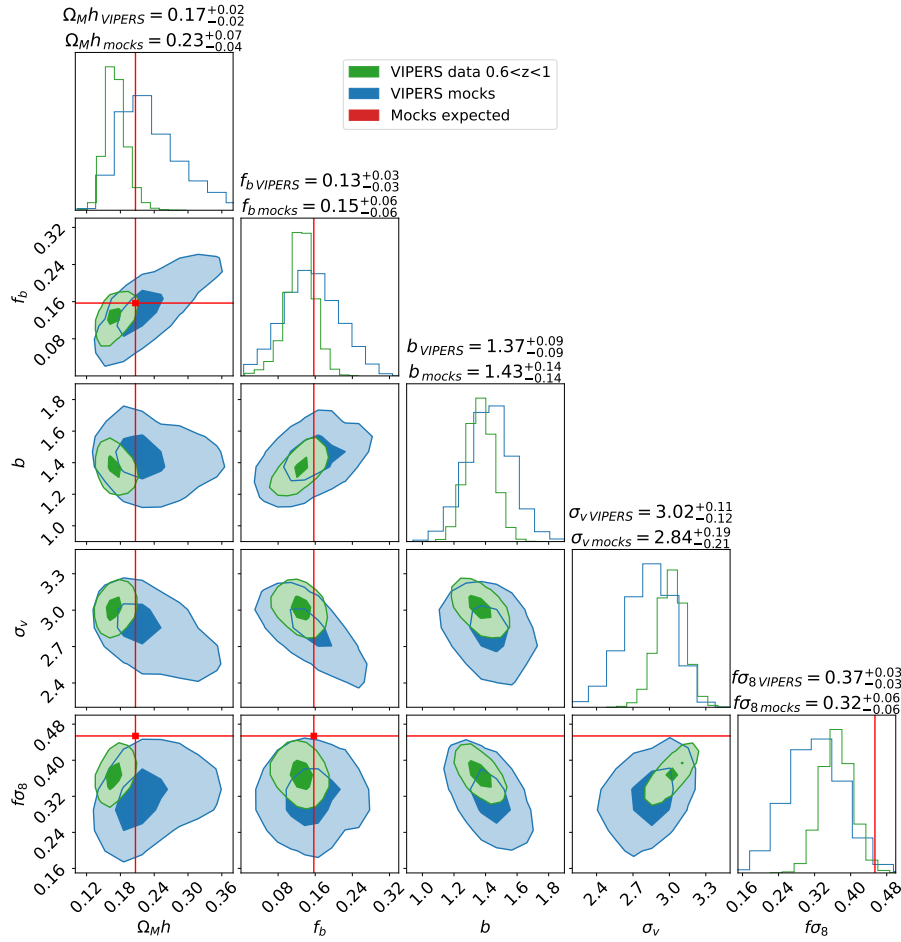 Ω_M h_VIPERS = 0.17^{+0.02}_{−0.02}
Ω_M h_mocks = 0.23^{+0.07}_{−0.04}
VIPERS data 0.6<z<1
VIPERS mocks
Mocks expected
f_b VIPERS = 0.13^{+0.03}_{−0.03}
f_b mocks = 0.15^{+0.06}_{−0.06}
0.32
0.24
0.16
0.08
f_b
b_VIPERS = 1.37^{+0.09}_{−0.09}
b_mocks = 1.43^{+0.14}_{−0.14}
1.8
1.6
1.4
1.2
1.0
b
σ_v VIPERS = 3.02^{+0.11}_{−0.12}
σ_v mocks = 2.84^{+0.19}_{−0.21}
3.3
3.0
2.7
2.4
σ_v
fσ_8 VIPERS = 0.37^{+0.03}_{−0.03}
fσ_8 mocks = 0.32^{+0.06}_{−0.06}
0.48
0.40
0.32
0.24
0.16
fσ_8
0.12 0.18 0.24 0.30 0.36
0.08 0.16 0.24 0.32
1.0 1.2 1.4 1.6 1.8
2.4 2.7 3.0 3.3
0.16 0.24 0.32 0.40 0.48
Ω_M h
f_b
b
σ_v
fσ_8